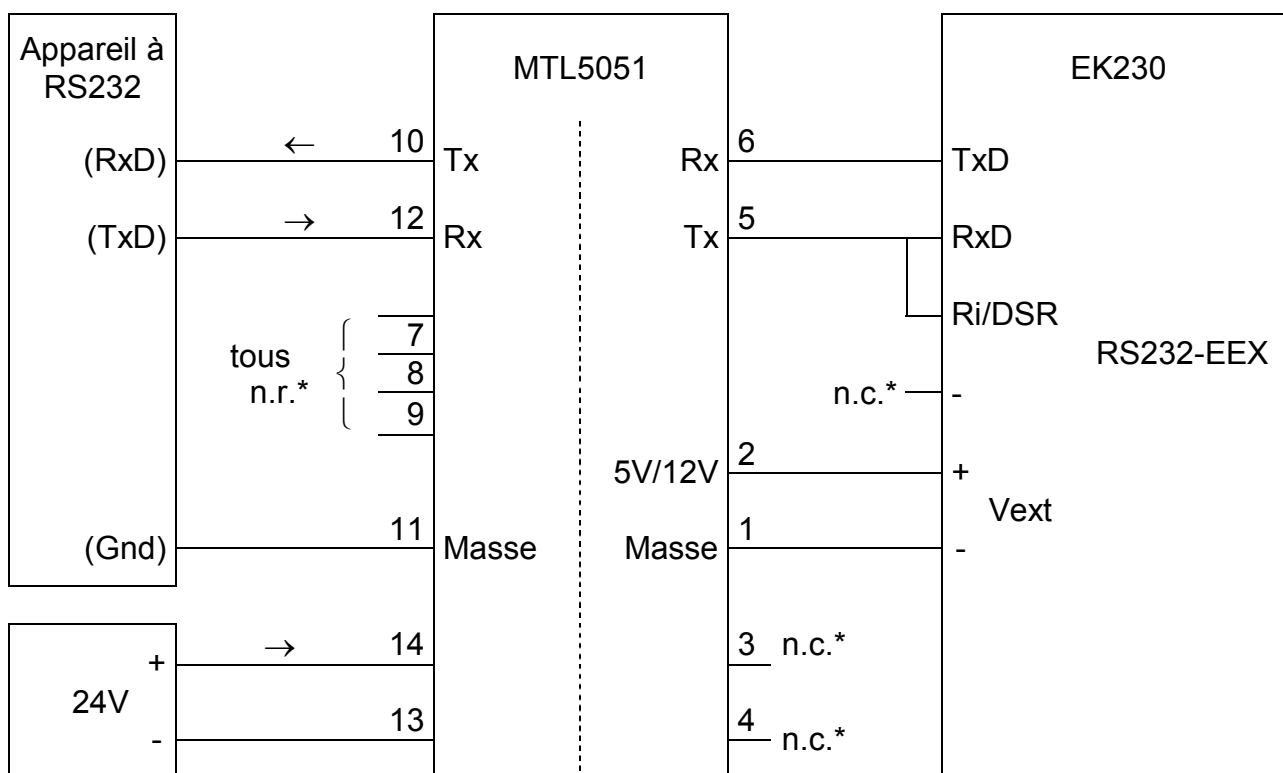 Appareil à
RS232
MTL5051
EK230
(RxD) ← 10 Tx
Rx 6 TxD
(TxD) → 12 Rx
Tx 5 RxD
Ri/DSR
RS232-EEX
tous
n.r.*
7
8
9
n.c.* -
5V/12V 2 +
Vext
(Gnd) 11 Masse
Masse 1 -
+ → 14
24V
- 13
3 n.c.*
4 n.c.*